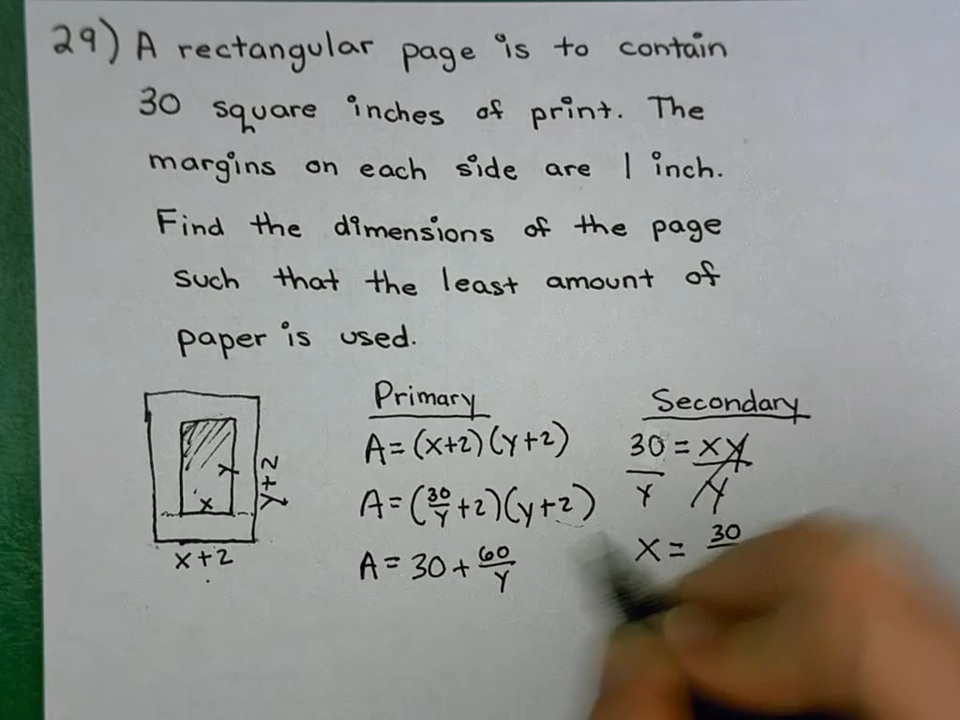 29) A rectangular page is to contain
30 square inches of print. The
margins on each side are 1 inch.
Find the dimensions of the page
such that the least amount of
paper is used.
Primary
Secondary
A = (x+2)(y+2)
30 = xy
y y
A = (30/y + 2)(y+2)
x = 30
A = 30 + 60/y
y
x
y+2
x+2